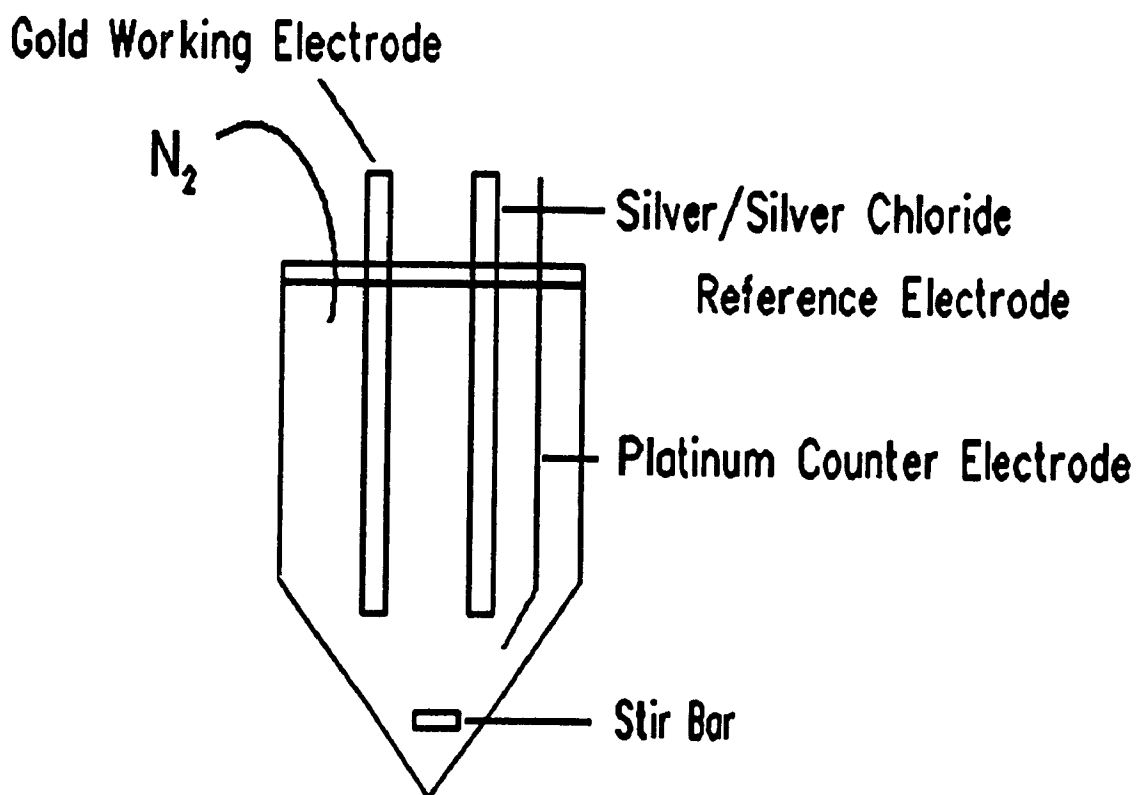 Gold Working Electrode
N₂
Silver/Silver Chloride
Reference Electrode
Platinum Counter Electrode
Stir Bar